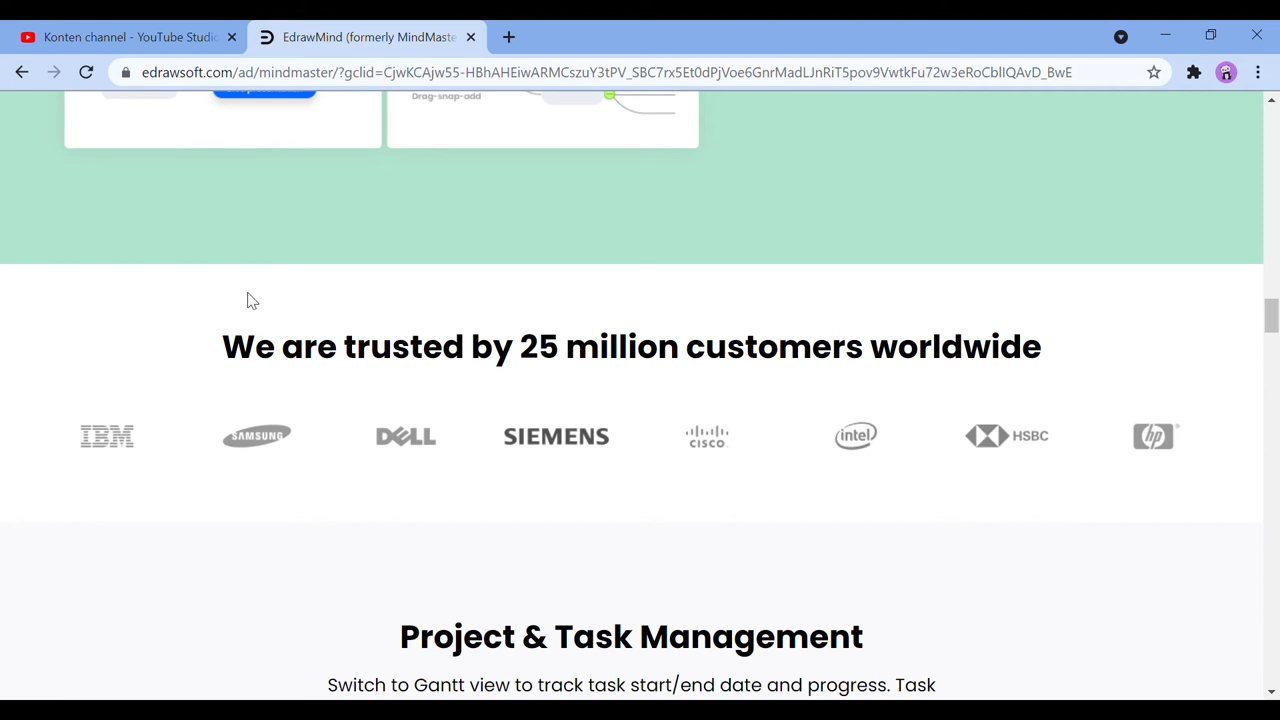 Konten channel - YouTube Studio
EdrawMind (formerly MindMaste
edrawsoft.com/ad/mindmaster/?gclid=CjwKCAjw55-HBhAHEiwARMCszuY3tPV_SBC7rx5Et0dPjVoe6GnrMadLJnRiT5pov9VwtkFu72w3eRoCblIQAvD_BwE
Drag-snap-add
We are trusted by 25 million customers worldwide
IBM SAMSUNG DELL SIEMENS CISCO intel HSBC hp
Project & Task Management
Switch to Gantt view to track task start/end date and progress. Task